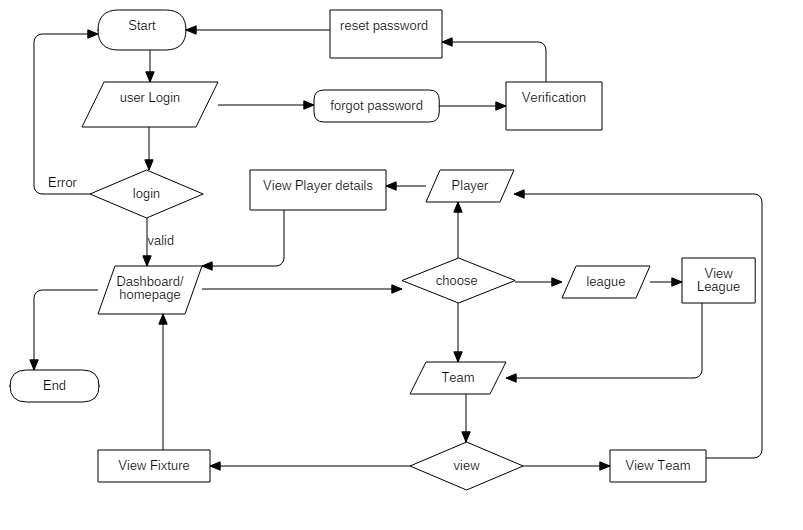 Start
reset password
user Login
forgot password
Verification
Error
login
View Player details
Player
valid
Dashboard/
homepage
choose
league
View
League
End
Team
View Fixture
view
View Team